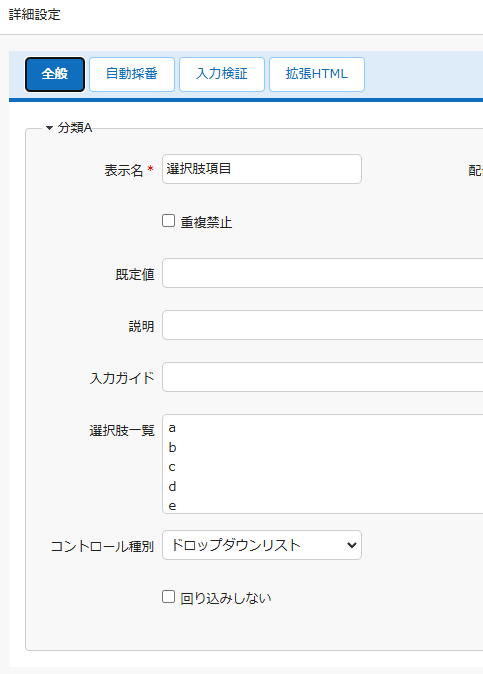 詳細設定
全般 自動採番 入力検証 拡張HTML
分類A
表示名 * 選択肢項目 配
重複禁止
既定値
説明
入力ガイド
選択肢一覧 a
b
c
d
e
コントロール種別 ドロップダウンリスト
回り込みしない